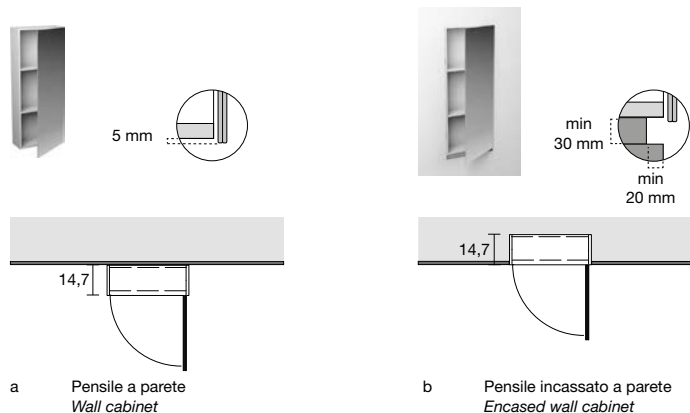 5 mm
min
30 mm
min
20 mm
14,7
14,7
a Pensile a parete
Wall cabinet
b Pensile incassato a parete
Encased wall cabinet